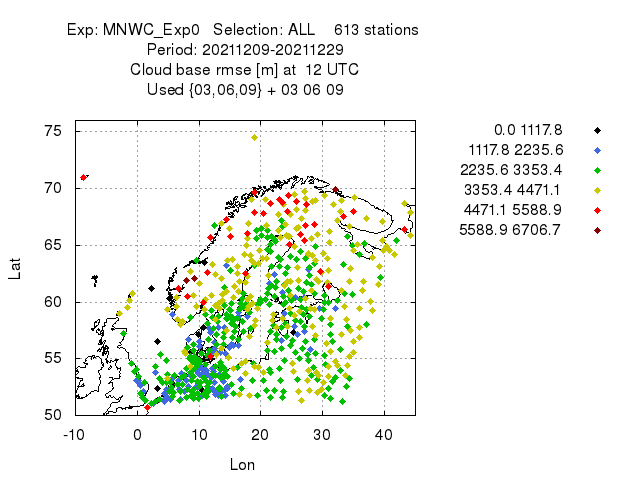 Exp: MNWC_Exp0   Selection: ALL    613 stations
Period: 20211209-20211229
Cloud base rmse [m] at  12 UTC
Used {03,06,09} + 03 06 09
0.0 1117.8
1117.8 2235.6
2235.6 3353.4
3353.4 4471.1
4471.1 5588.9
5588.9 6706.7
75
70
65
60
55
50
Lat
-10 0 10 20 30 40
Lon